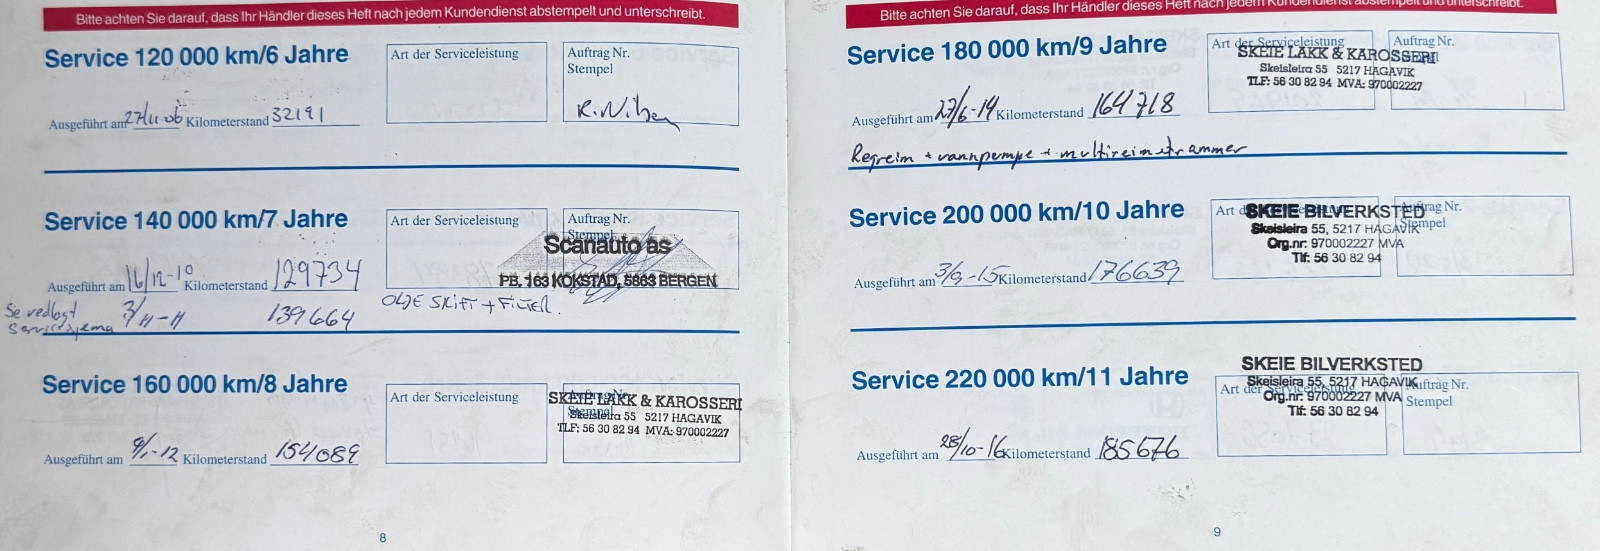 Bitte achten Sie darauf, dass Ihr Händler dieses Heft nach jedem Kundendienst abstempelt und unterschreibt.
Service 120 000 km/6 Jahre
Art der Serviceleistung
Auftrag Nr.
Stempel
Ausgeführt am 27/11-06 Kilometerstand 32191
Service 140 000 km/7 Jahre
Art der Serviceleistung
Auftrag Nr.
Stempel
Scanauto as
PB. 163 KOKSTAD, 5863 BERGEN
Ausgeführt am 16/12-10 Kilometerstand 129734
OLJE SKIFT + FILTER.
Se vedlagt
Serviceskjema 3/11-11 139664
Service 160 000 km/8 Jahre
Art der Serviceleistung
Auftrag Nr.
Stempel
SKEIE LAKK & KAROSSERI
Skeisleira 55 5217 HAGAVIK
TLF: 56 30 82 94 MVA: 970002227
Ausgeführt am 9/1-12 Kilometerstand 154089
8
Bitte achten Sie darauf, dass Ihr Händler dieses Heft nach jedem Kundendienst abstempelt und unterschreibt.
Service 180 000 km/9 Jahre
Art der Serviceleistung
Auftrag Nr.
SKEIE LAKK & KAROSSERI
Skeisleira 55 5217 HAGAVIK
TLF: 56 30 82 94 MVA: 970002227
Ausgeführt am 27/6-14 Kilometerstand 164718
Regreim + vannpumpe + multireimstrammer
Service 200 000 km/10 Jahre
Auftrag Nr.
Stempel
SKEIE BILVERKSTED
Skeisleira 55, 5217 HAGAVIK
Org.nr: 970002227 MVA
Tlf: 56 30 82 94
Ausgeführt am 3/9-15 Kilometerstand 176639
Service 220 000 km/11 Jahre
SKEIE BILVERKSTED
Skeisleira 55, 5217 HAGAVIK
Org.nr: 970002227 MVA
Tlf: 56 30 82 94
Art der Serviceleistung
Auftrag Nr.
Stempel
Ausgeführt am 28/10-16 Kilometerstand 185676
9